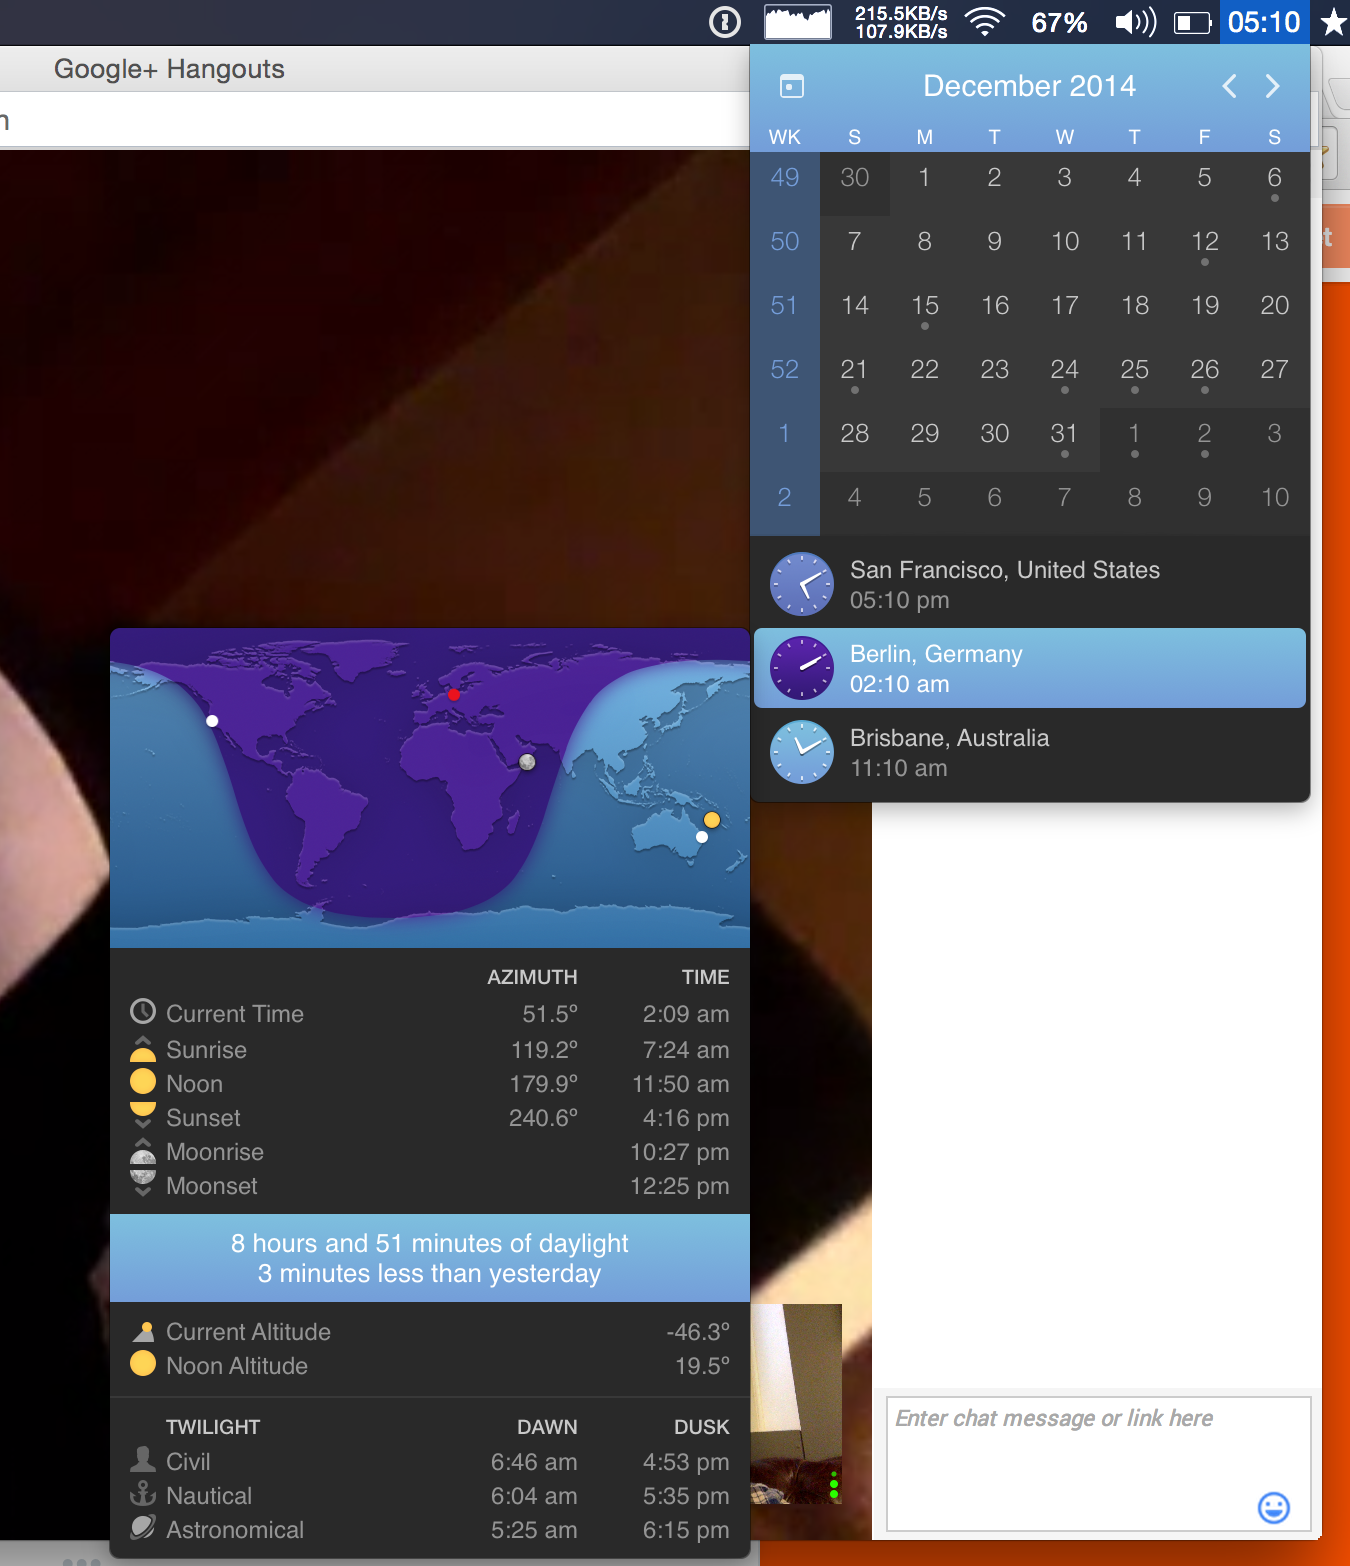 215.5KB/s
107.9KB/s
67%
05:10
Google+ Hangouts
December 2014
WK S M T W T F S
49 30 1 2 3 4 5 6
50 7 8 9 10 11 12 13
51 14 15 16 17 18 19 20
52 21 22 23 24 25 26 27
1 28 29 30 31 1 2 3
2 4 5 6 7 8 9 10
San Francisco, United States
05:10 pm
Berlin, Germany
02:10 am
Brisbane, Australia
11:10 am
AZIMUTH TIME
Current Time 51.5° 2:09 am
Sunrise 119.2° 7:24 am
Noon 179.9° 11:50 am
Sunset 240.6° 4:16 pm
Moonrise 10:27 pm
Moonset 12:25 pm
8 hours and 51 minutes of daylight
3 minutes less than yesterday
Current Altitude -46.3°
Noon Altitude 19.5°
TWILIGHT DAWN DUSK
Civil 6:46 am 4:53 pm
Nautical 6:04 am 5:35 pm
Astronomical 5:25 am 6:15 pm
Enter chat message or link here